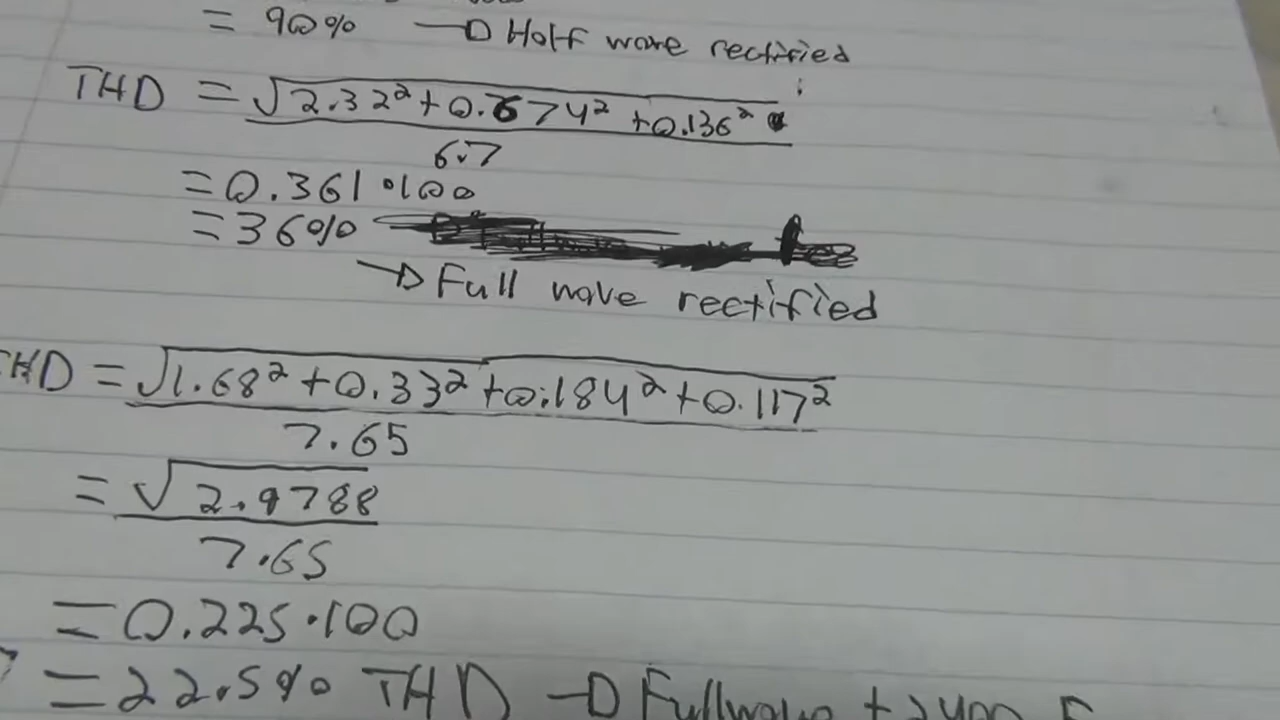 = 90% → Half wave rectified
THD = √2.32² + 0.674² + 0.136²
6.7
= 0.361 · 100
= 36%
→ Full wave rectified
THD = √1.68² + 0.33² + 0.184² + 0.117²
7.65
= √2.9788
7.65
= 0.225 · 100
= 22.5% THD → Fullwave +